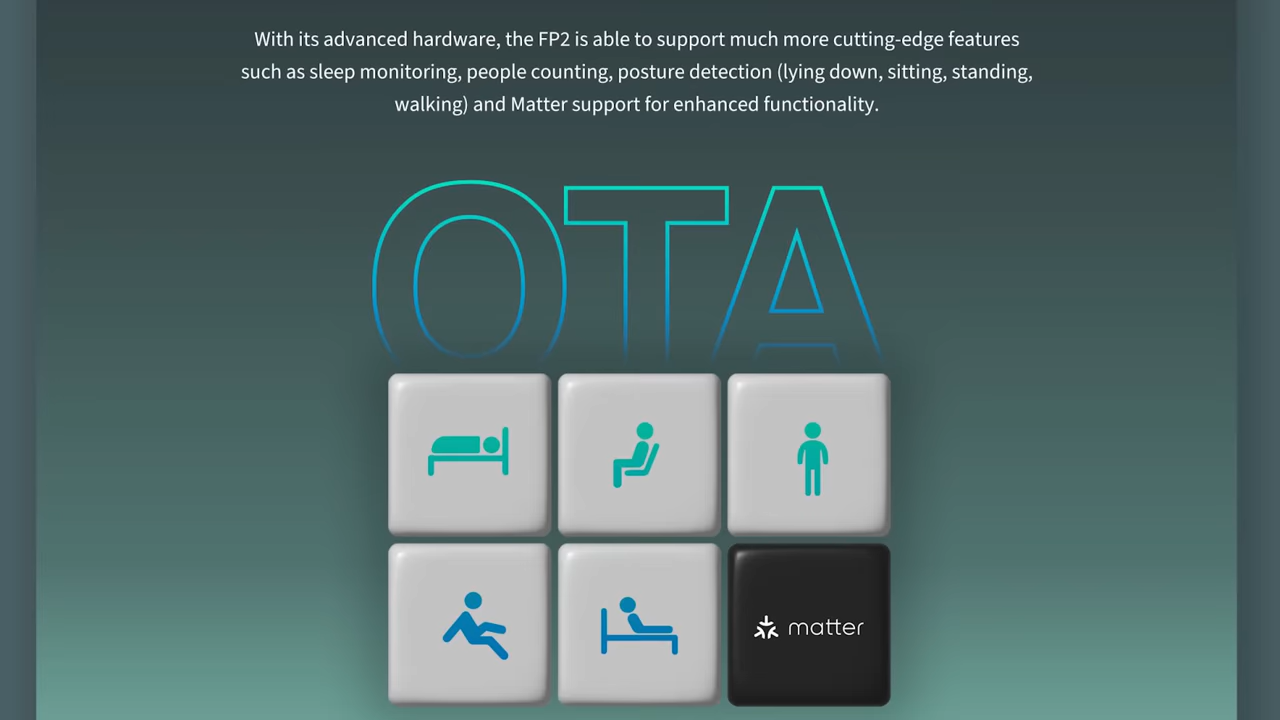 With its advanced hardware, the FP2 is able to support much more cutting-edge features
such as sleep monitoring, people counting, posture detection (lying down, sitting, standing,
walking) and Matter support for enhanced functionality.
OTA
matter